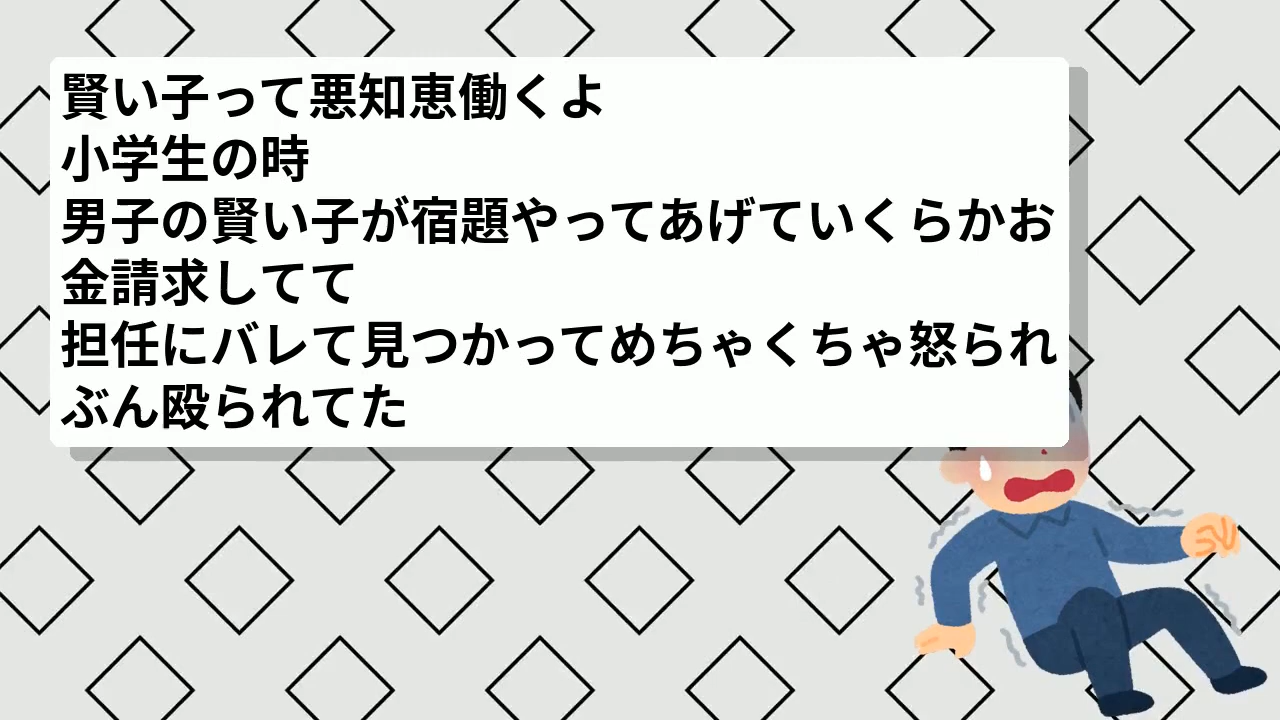 賢い子って悪知恵働くよ
小学生の時
男子の賢い子が宿題やってあげていくらかお
金請求してて
担任にバレて見つかってめちゃくちゃ怒られ
ぶん殴られてた